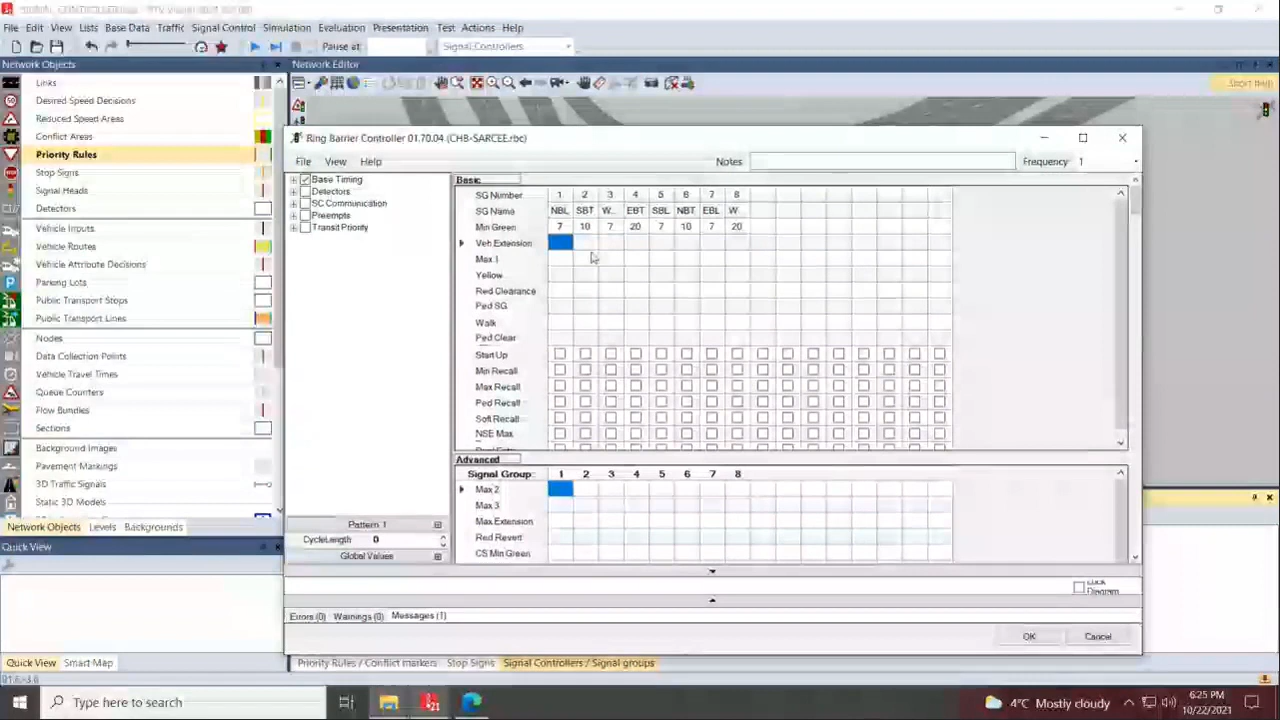 File Edit View Lists Base Data Traffic Signal Control Simulation Evaluation Presentation Test Actions Help
Pause at: Signal Controllers
Network Objects Network Editor
Links
Desired Speed Decisions
Reduced Speed Areas
Conflict Areas
Priority Rules
Stop Signs
Signal Heads
Detectors
Vehicle Inputs
Vehicle Routes
Vehicle Attribute Decisions
Parking Lots
Public Transport Stops
Public Transport Lines
Nodes
Data Collection Points
Vehicle Travel Times
Queue Counters
Flow Bundles
Sections
Background Images
Pavement Markings
3D Traffic Signals
Static 3D Models
Network Objects Levels Backgrounds
Quick View
Quick View Smart Map
Short Help
Ring Barrier Controller 01.70.04 (CHB-SARCEE.rbc)
File View Help Notes Frequency 1
Base Timing
Detectors
SC Communication
Preempts
Transit Priority
Pattern 1
CycleLength 0
Global Values
Basic
SG Number 1 2 3 4 5 6 7 8
SG Name NBL SBT W... EBT SBL NBT EBL W
Min Green 7 10 7 20 7 10 7 20
Veh Extension
Max 1
Yellow
Red Clearance
Ped SG
Walk
Ped Clear
Start Up
Min Recall
Max Recall
Ped Recall
Soft Recall
NSE Max
Advanced
Signal Group: 1 2 3 4 5 6 7 8
Max 2
Max 3
Max Extension
Red Revert
CS Min Green
Lock
Diagram
Errors (0) Warnings (0) Messages (1)
OK Cancel
Priority Rules / Conflict markers Stop Signs Signal Controllers / Signal groups
Type here to search
21
4°C Mostly cloudy
6:25 PM
10/22/2021